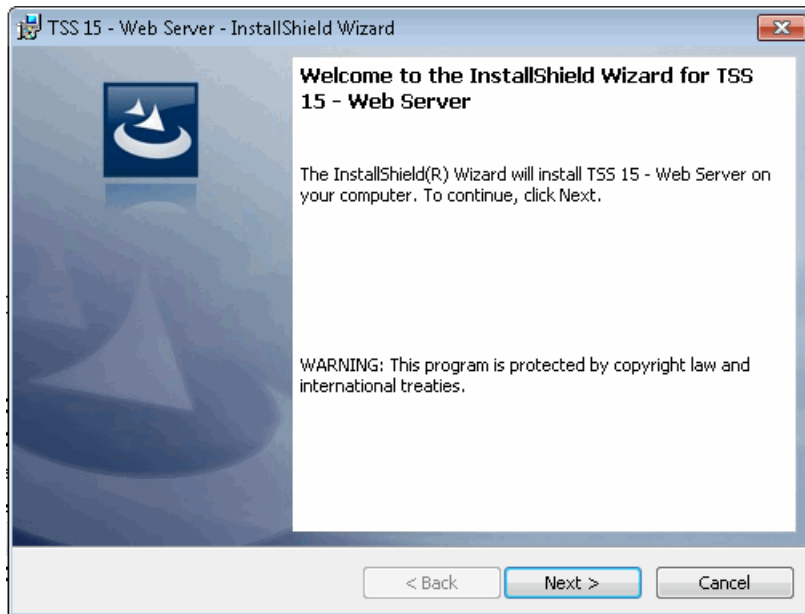 TSS 15 - Web Server - InstallShield Wizard
Welcome to the InstallShield Wizard for TSS
15 - Web Server
The InstallShield(R) Wizard will install TSS 15 - Web Server on
your computer. To continue, click Next.
WARNING: This program is protected by copyright law and
international treaties.
< Back
Next >
Cancel